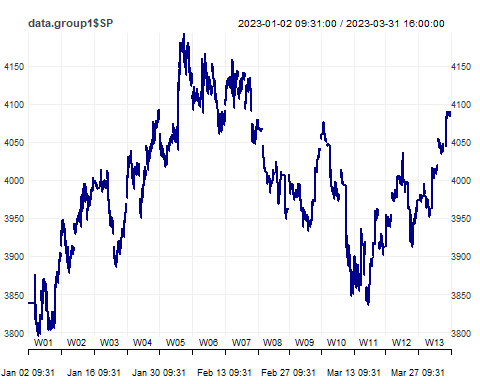 data.group1$SP 2023-01-02 09:31:00 / 2023-03-31 16:00:00
4150 4150
4100 4100
4050 4050
4000 4000
3950 3950
3900 3900
3850 3850
3800 3800
W01 W02 W03 W04 W05 W06 W07 W08 W09 W10 W11 W12 W13
Jan 02 09:31 Jan 16 09:31 Jan 30 09:31 Feb 13 09:31 Feb 27 09:31 Mar 13 09:31 Mar 27 09:31